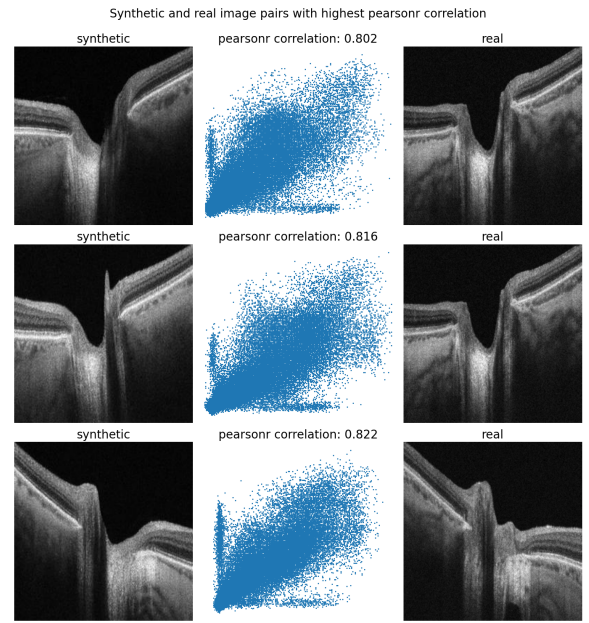 Synthetic and real image pairs with highest pearsonr correlation
synthetic pearsonr correlation: 0.802 real
synthetic pearsonr correlation: 0.816 real
synthetic pearsonr correlation: 0.822 real